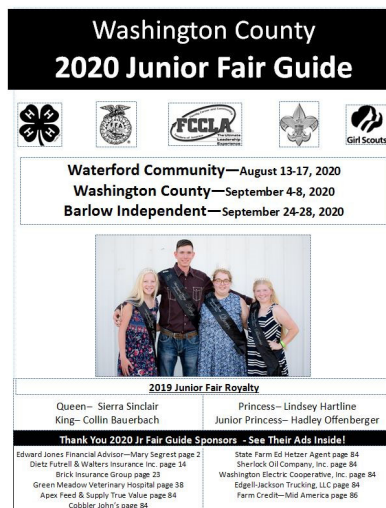 Washington County
2020 Junior Fair Guide
H H H H
FCCLA
The Ultimate
Leadership
Experience
Girl Scouts
Waterford Community—August 13-17, 2020
Washington County—September 4-8, 2020
Barlow Independent—September 24-28, 2020
2019 Junior Fair Royalty
Queen– Sierra Sinclair
King– Collin Bauerbach
Princess– Lindsey Hartline
Junior Princess– Hadley Offenberger
Thank You 2020 Jr Fair Guide Sponsors - See Their Ads Inside!
Edward Jones Financial Advisor—Mary Segrest page 2
Dietz Futrell & Walters Insurance Inc. page 14
Brick Insurance Group page 23
Green Meadow Veterinary Hospital page 38
Apex Feed & Supply True Value page 84
Cobbler John's page 84
State Farm Ed Hetzer Agent page 84
Sherlock Oil Company, Inc. page 84
Washington Electric Cooperative, Inc. page 84
Edgell-Jackson Trucking, LLC page 84
Farm Credit—Mid America page 86